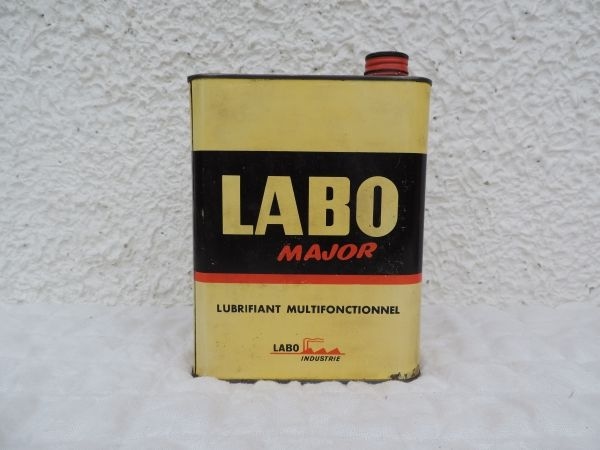 LABO
MAJOR
LUBRIFIANT MULTIFONCTIONNEL
LABO
INDUSTRIE